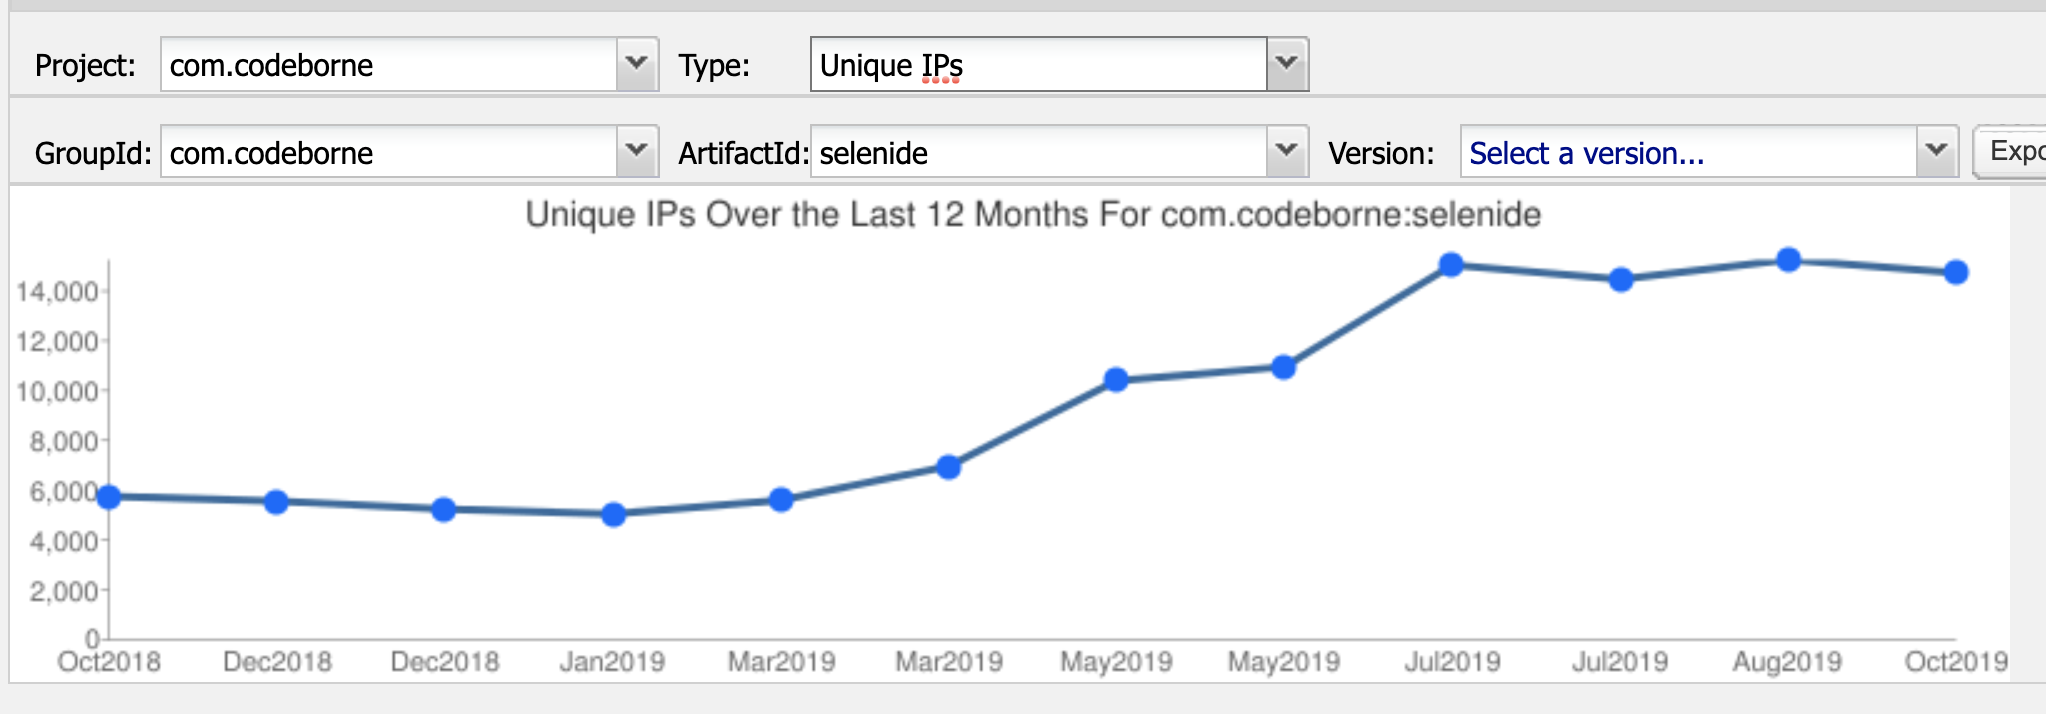 Project: com.codeborne Type: Unique IPs
GroupId: com.codeborne ArtifactId: selenide Version: Select a version... Expo
Unique IPs Over the Last 12 Months For com.codeborne:selenide
14,000
12,000
10,000
8,000
6,000
4,000
2,000
0
Oct2018 Dec2018 Dec2018 Jan2019 Mar2019 Mar2019 May2019 May2019 Jul2019 Jul2019 Aug2019 Oct2019